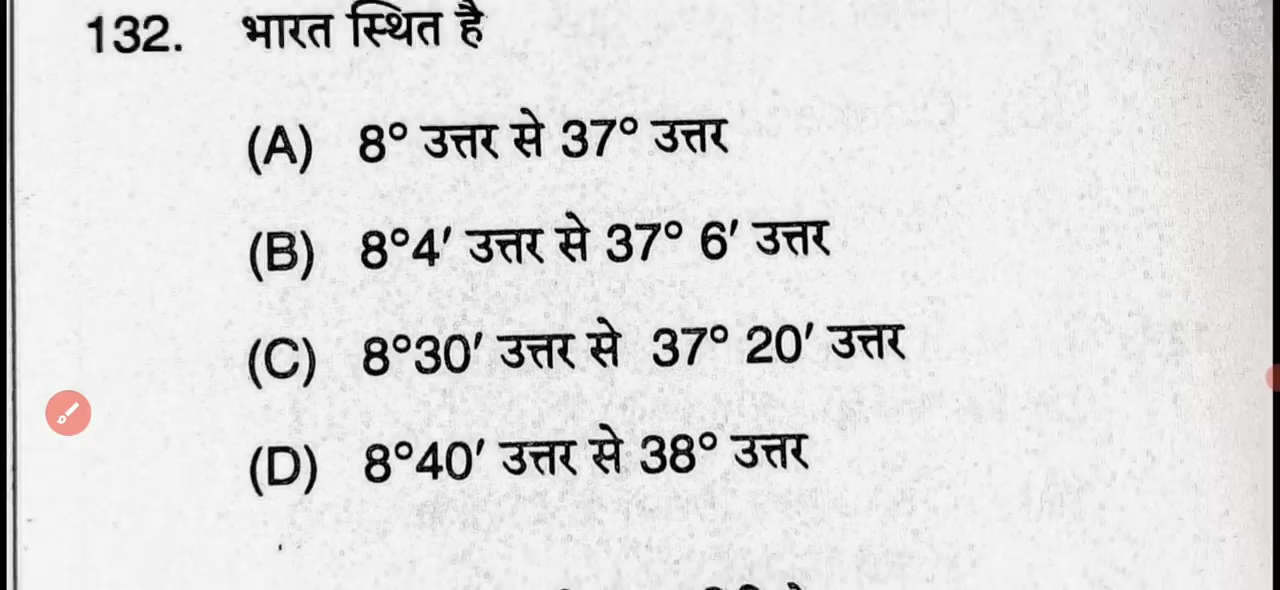 132. भारत स्थित है
(A) 8° उत्तर से 37° उत्तर
(B) 8°4′ उत्तर से 37° 6′ उत्तर
(C) 8°30′ उत्तर से 37° 20′ उत्तर
(D) 8°40′ उत्तर से 38° उत्तर